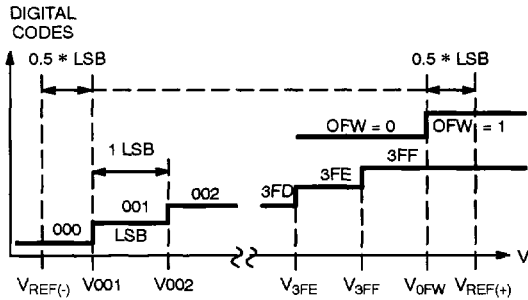 DIGITAL
CODES
0.5 * LSB
0.5 * LSB
OFW = 0
OFW = 1
1 LSB
3FF
3FE
000
001
002
3FD
LSB
V
VREF(-)
V001
V002
V3FE
V3FF
V0FW
VREF(+)